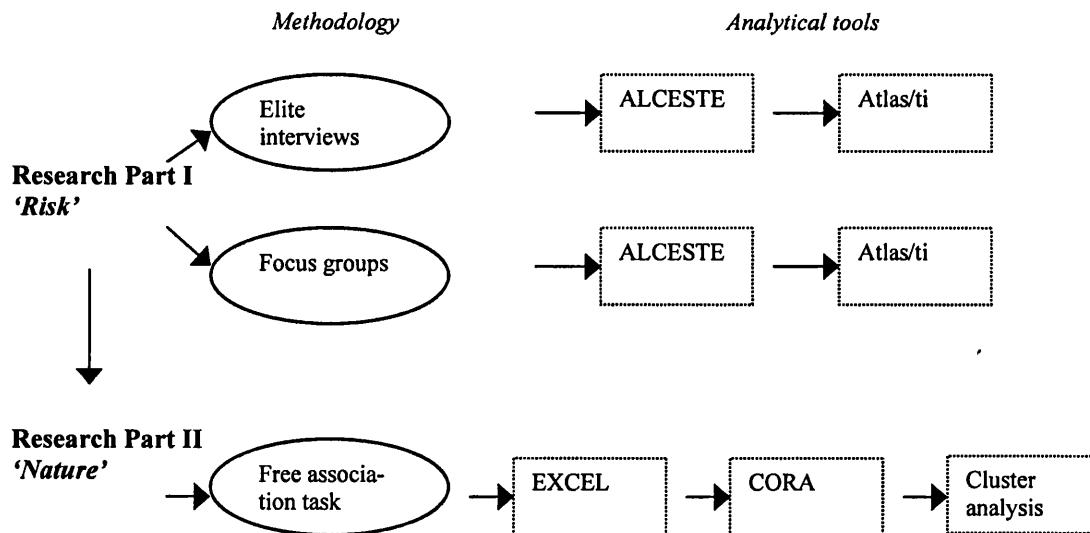 Methodology
Analytical tools
Elite
interviews
ALCESTE
Atlas/ti
Research Part I
‘Risk’
Focus groups
ALCESTE
Atlas/ti
Research Part II
‘Nature’
Free associa-
tion task
EXCEL
CORA
Cluster
analysis